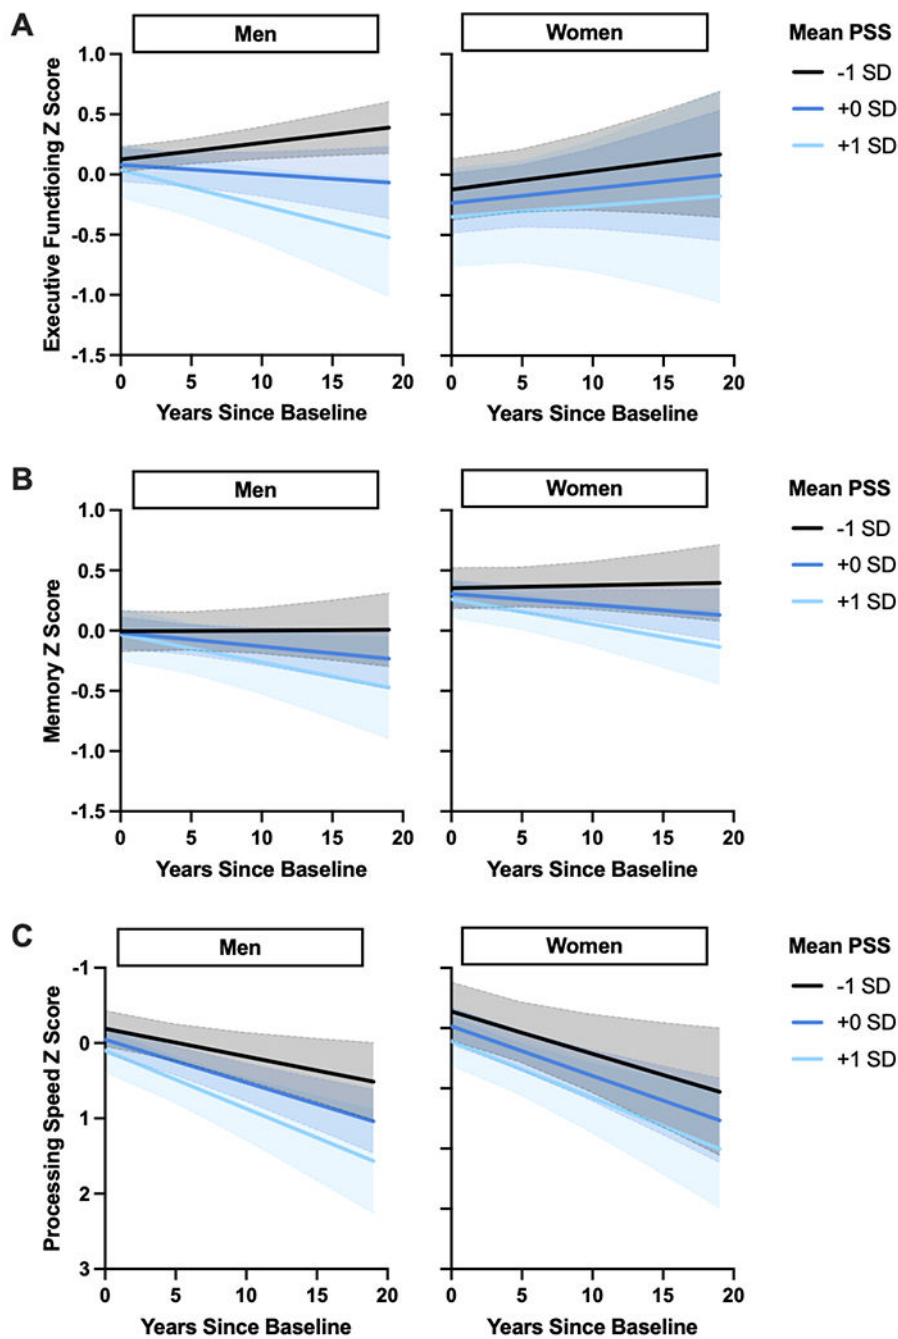 A
Men
Women
Mean PSS
-1 SD
+0 SD
+1 SD
Executive Functioing Z Score
1.0
0.5
0.0
-0.5
-1.0
-1.5
0 5 10 15 20
0 5 10 15 20
Years Since Baseline
Years Since Baseline
B
Men
Women
Mean PSS
-1 SD
+0 SD
+1 SD
Memory Z Score
1.0
0.5
0.0
-0.5
-1.0
-1.5
0 5 10 15 20
0 5 10 15 20
Years Since Baseline
Years Since Baseline
C
Men
Women
Mean PSS
-1 SD
+0 SD
+1 SD
Processing Speed Z Score
-1
0
1
2
3
0 5 10 15 20
0 5 10 15 20
Years Since Baseline
Years Since Baseline